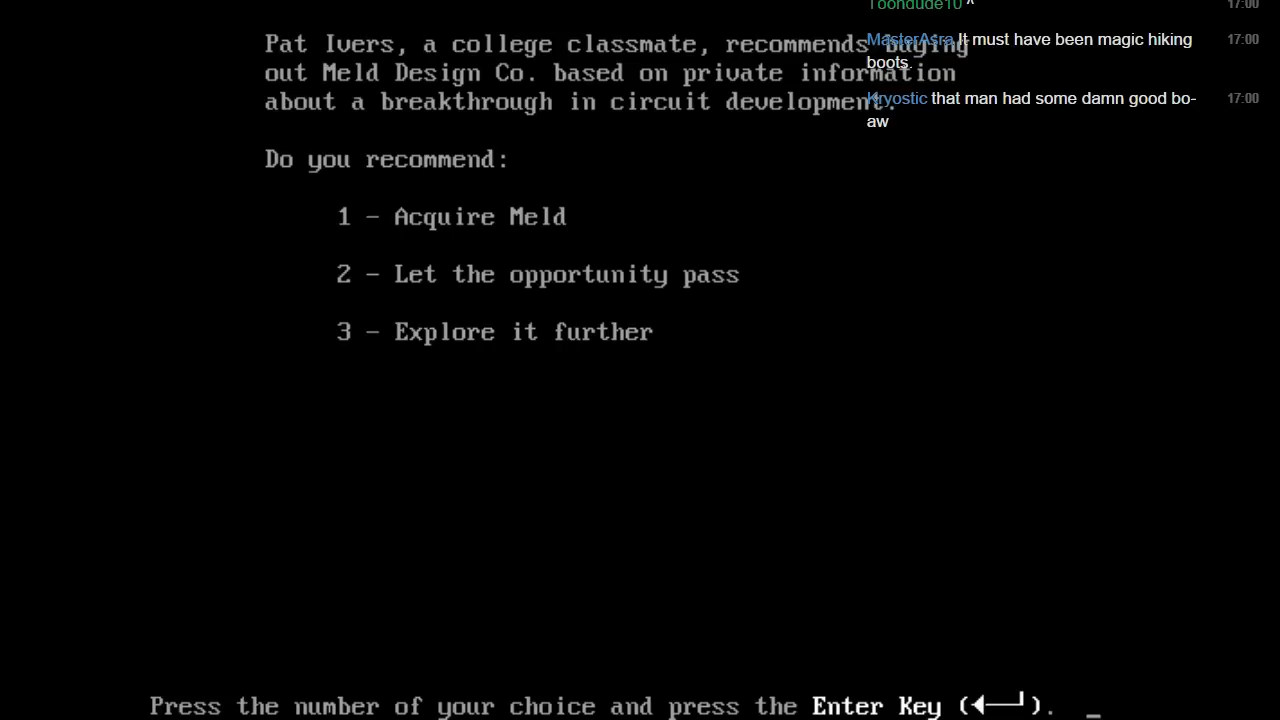 Toondude10 ^ 17:00
Pat Ivers, a college classmate, recommends buying
out Meld Design Co. based on private information
about a breakthrough in circuit development.
MasterAsra It must have been magic hiking 17:00
boots.
Kryostic that man had some damn good bo- 17:00
aw
Do you recommend:
1 - Acquire Meld
2 - Let the opportunity pass
3 - Explore it further
Press the number of your choice and press the Enter Key (◄─┘). _